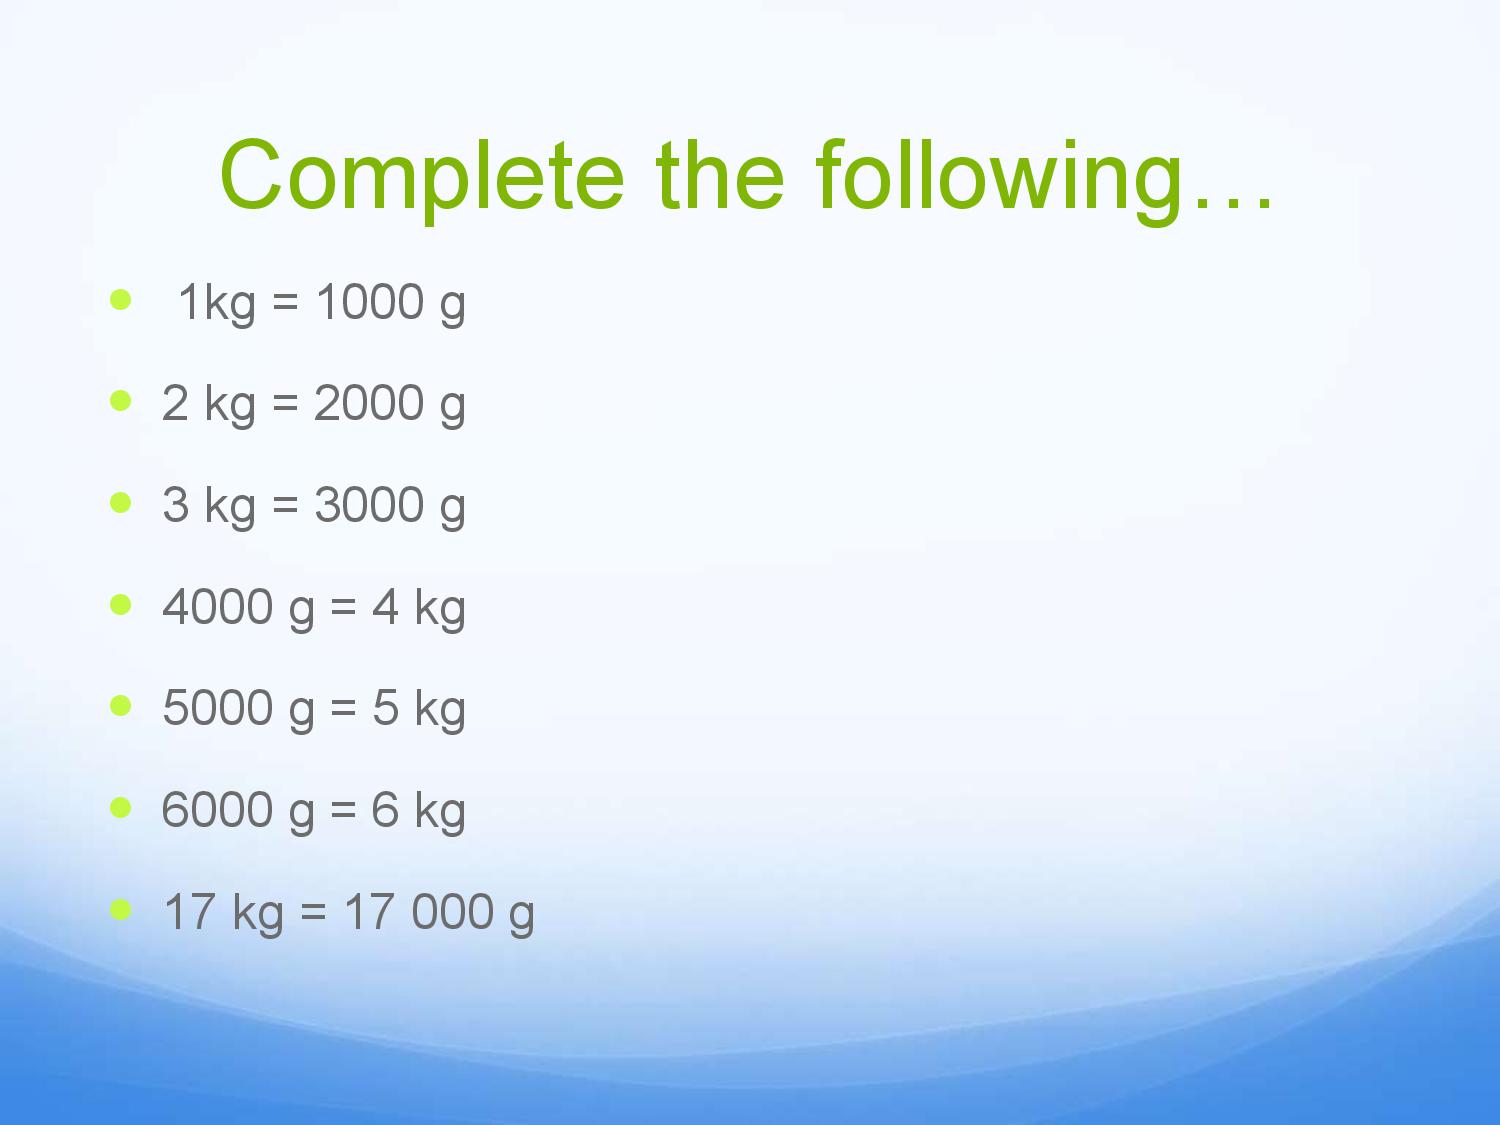 Complete the following…
1kg = 1000 g
2 kg = 2000 g
3 kg = 3000 g
4000 g = 4 kg
5000 g = 5 kg
6000 g = 6 kg
17 kg = 17 000 g